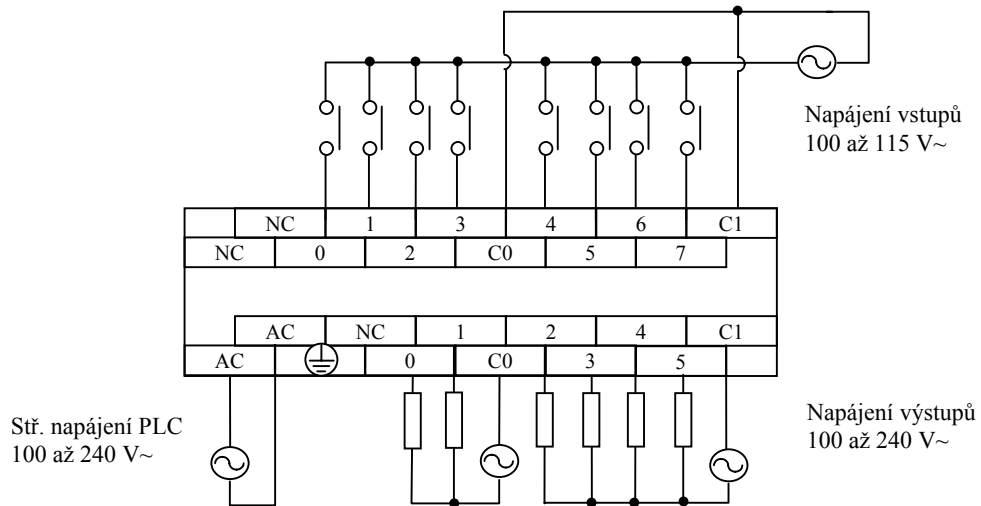 Napájení vstupů
100 až 115 V~
NC 1 3 4 6 C1
NC 0 2 C0 5 7
AC NC 1 2 4 C1
AC 0 C0 3 5
Stř. napájení PLC
100 až 240 V~
Napájení výstupů
100 až 240 V~